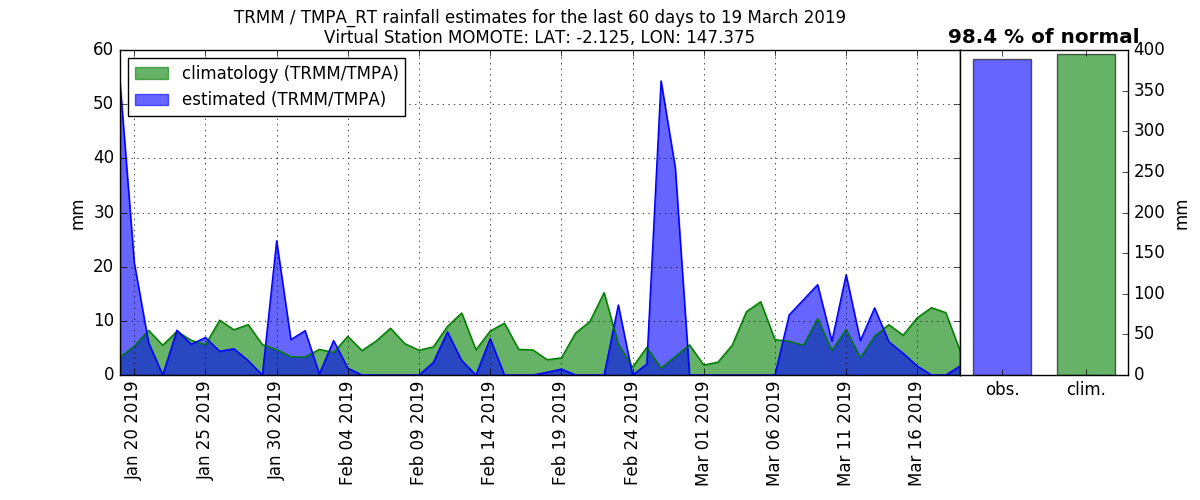 TRMM / TMPA_RT rainfall estimates for the last 60 days to 19 March 2019
Virtual Station MOMOTE: LAT: -2.125, LON: 147.375
98.4 % of normal
climatology (TRMM/TMPA)
estimated (TRMM/TMPA)
60
50
40
30
20
10
0
mm
Jan 20 2019
Jan 25 2019
Jan 30 2019
Feb 04 2019
Feb 09 2019
Feb 14 2019
Feb 19 2019
Feb 24 2019
Mar 01 2019
Mar 06 2019
Mar 11 2019
Mar 16 2019
obs.
clim.
400
350
300
250
200
150
100
50
0
mm